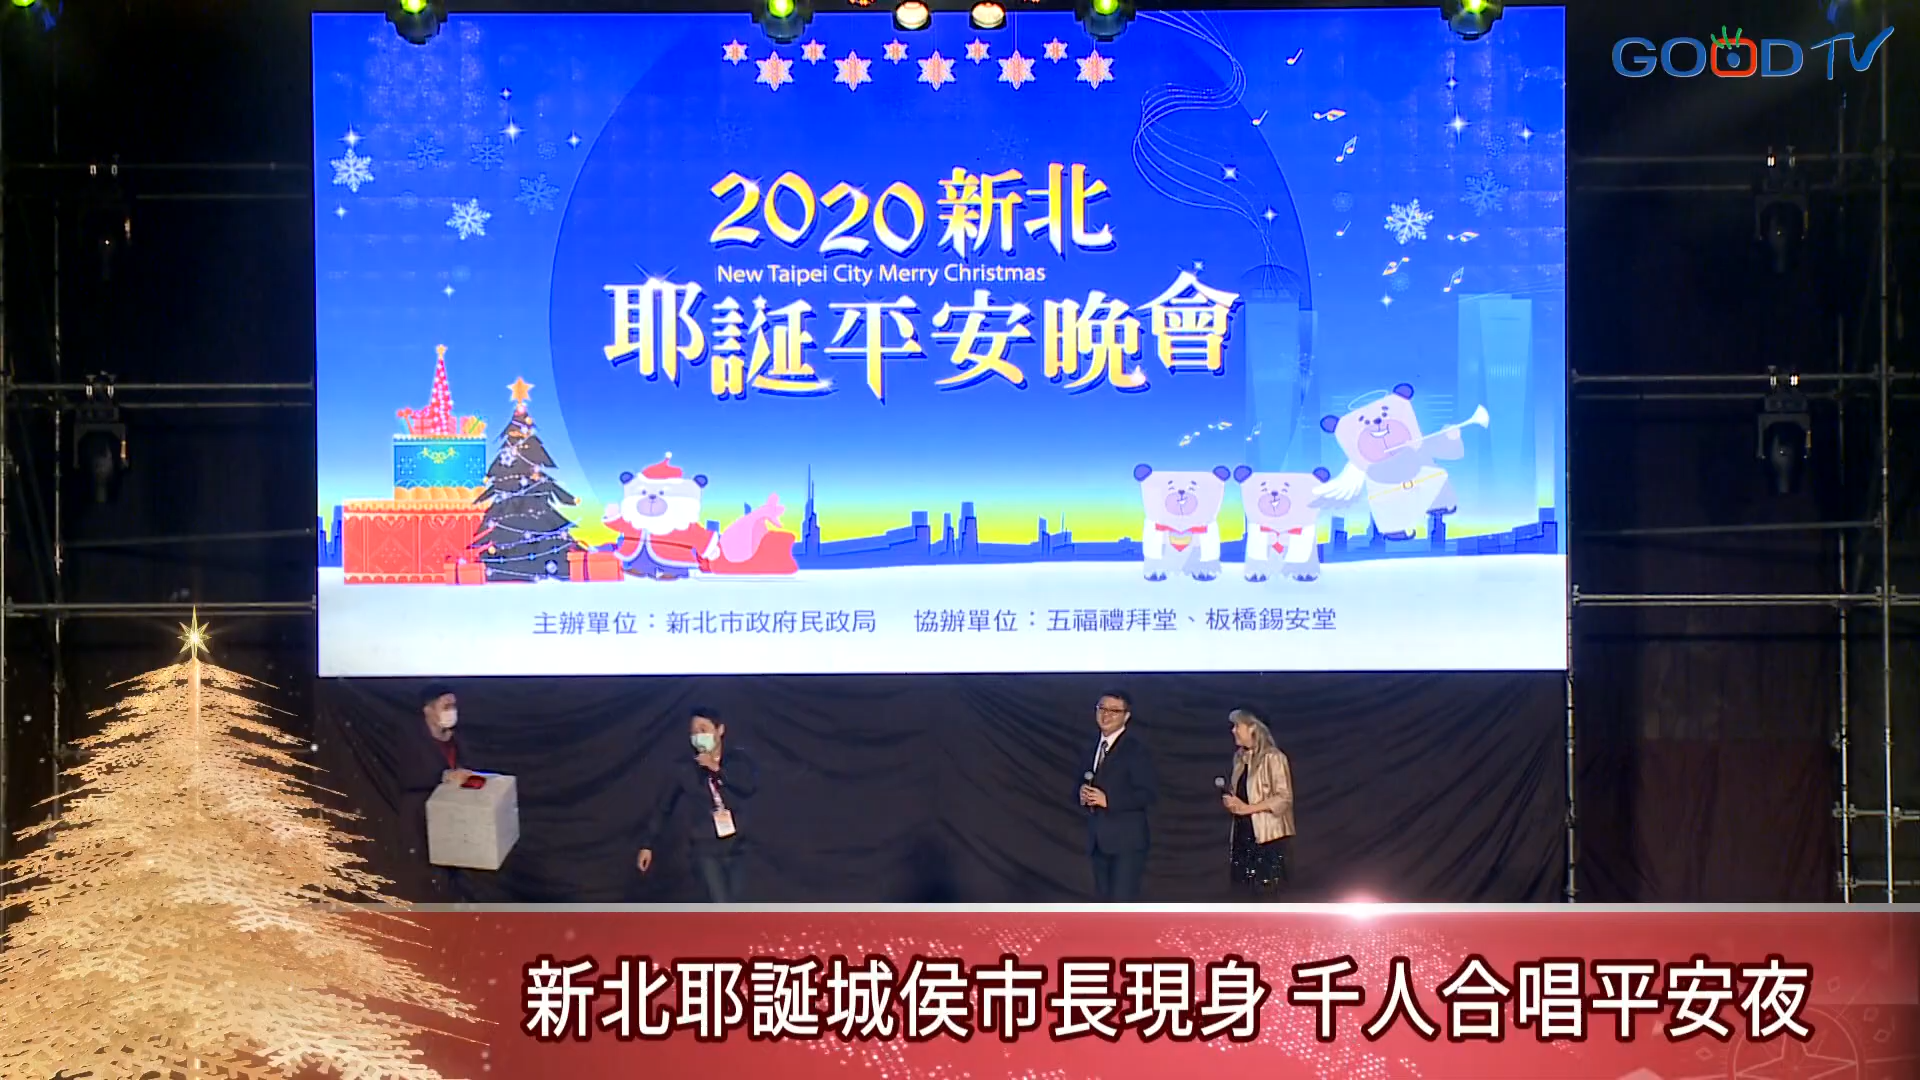 GOOD TV
2020新北
New Taipei City Merry Christmas
耶誕平安晚會
主辦單位：新北市政府民政局 協辦單位：五福禮拜堂、板橋錫安堂
新北耶誕城侯市長現身 千人合唱平安夜